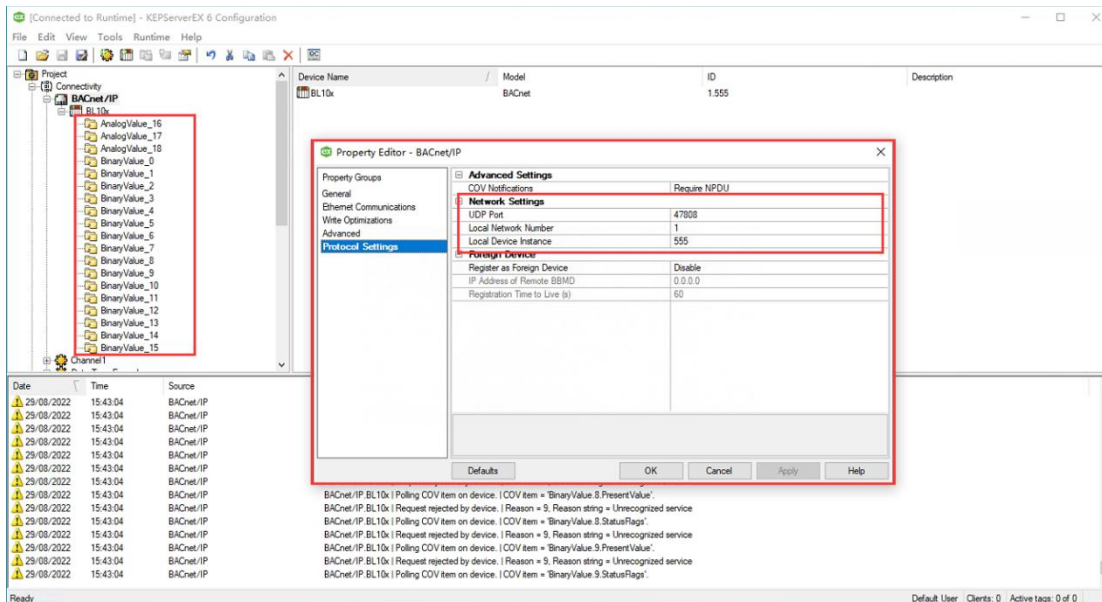 [Connected to Runtime] - KEPServerEX 6 Configuration
File Edit View Tools Runtime Help
Project
Connectivity
BACnet/IP
BL10x
AnalogValue_16
AnalogValue_17
AnalogValue_18
BinaryValue_0
BinaryValue_1
BinaryValue_2
BinaryValue_3
BinaryValue_4
BinaryValue_5
BinaryValue_6
BinaryValue_7
BinaryValue_8
BinaryValue_9
BinaryValue_10
BinaryValue_11
BinaryValue_12
BinaryValue_13
BinaryValue_14
BinaryValue_15
Channel1
Device Name / Model ID Description
BL10x BACnet 1.555
Property Editor - BACnet/IP
Property Groups
General
Ethernet Communications
Write Optimizations
Advanced
Protocol Settings
Advanced Settings
COV Notifications Require NPDU
Network Settings
UDP Port 47808
Local Network Number 1
Local Device Instance 555
Foreign Device
Register as Foreign Device Disable
IP Address of Remote BBMD 0.0.0.0
Registration Time to Live (s) 60
Defaults OK Cancel Apply Help
Date Time Source
29/08/2022 15:43:04 BACnet/IP
29/08/2022 15:43:04 BACnet/IP
29/08/2022 15:43:04 BACnet/IP
29/08/2022 15:43:04 BACnet/IP
29/08/2022 15:43:04 BACnet/IP
29/08/2022 15:43:04 BACnet/IP
29/08/2022 15:43:04 BACnet/IP
29/08/2022 15:43:04 BACnet/IP BACnet/IP.BL10x | Polling COV item on device. | COV item = 'BinaryValue.8.PresentValue'.
29/08/2022 15:43:04 BACnet/IP BACnet/IP.BL10x | Request rejected by device. | Reason = 9, Reason string = Unrecognized service
29/08/2022 15:43:04 BACnet/IP BACnet/IP.BL10x | Polling COV item on device. | COV item = 'BinaryValue.8.StatusFlags'.
29/08/2022 15:43:04 BACnet/IP BACnet/IP.BL10x | Request rejected by device. | Reason = 9, Reason string = Unrecognized service
29/08/2022 15:43:04 BACnet/IP BACnet/IP.BL10x | Polling COV item on device. | COV item = 'BinaryValue.9.PresentValue'.
29/08/2022 15:43:04 BACnet/IP BACnet/IP.BL10x | Request rejected by device. | Reason = 9, Reason string = Unrecognized service
29/08/2022 15:43:04 BACnet/IP BACnet/IP.BL10x | Polling COV item on device. | COV item = 'BinaryValue.9.StatusFlags'.
Ready Default User Clients: 0 Active tags: 0 of 0